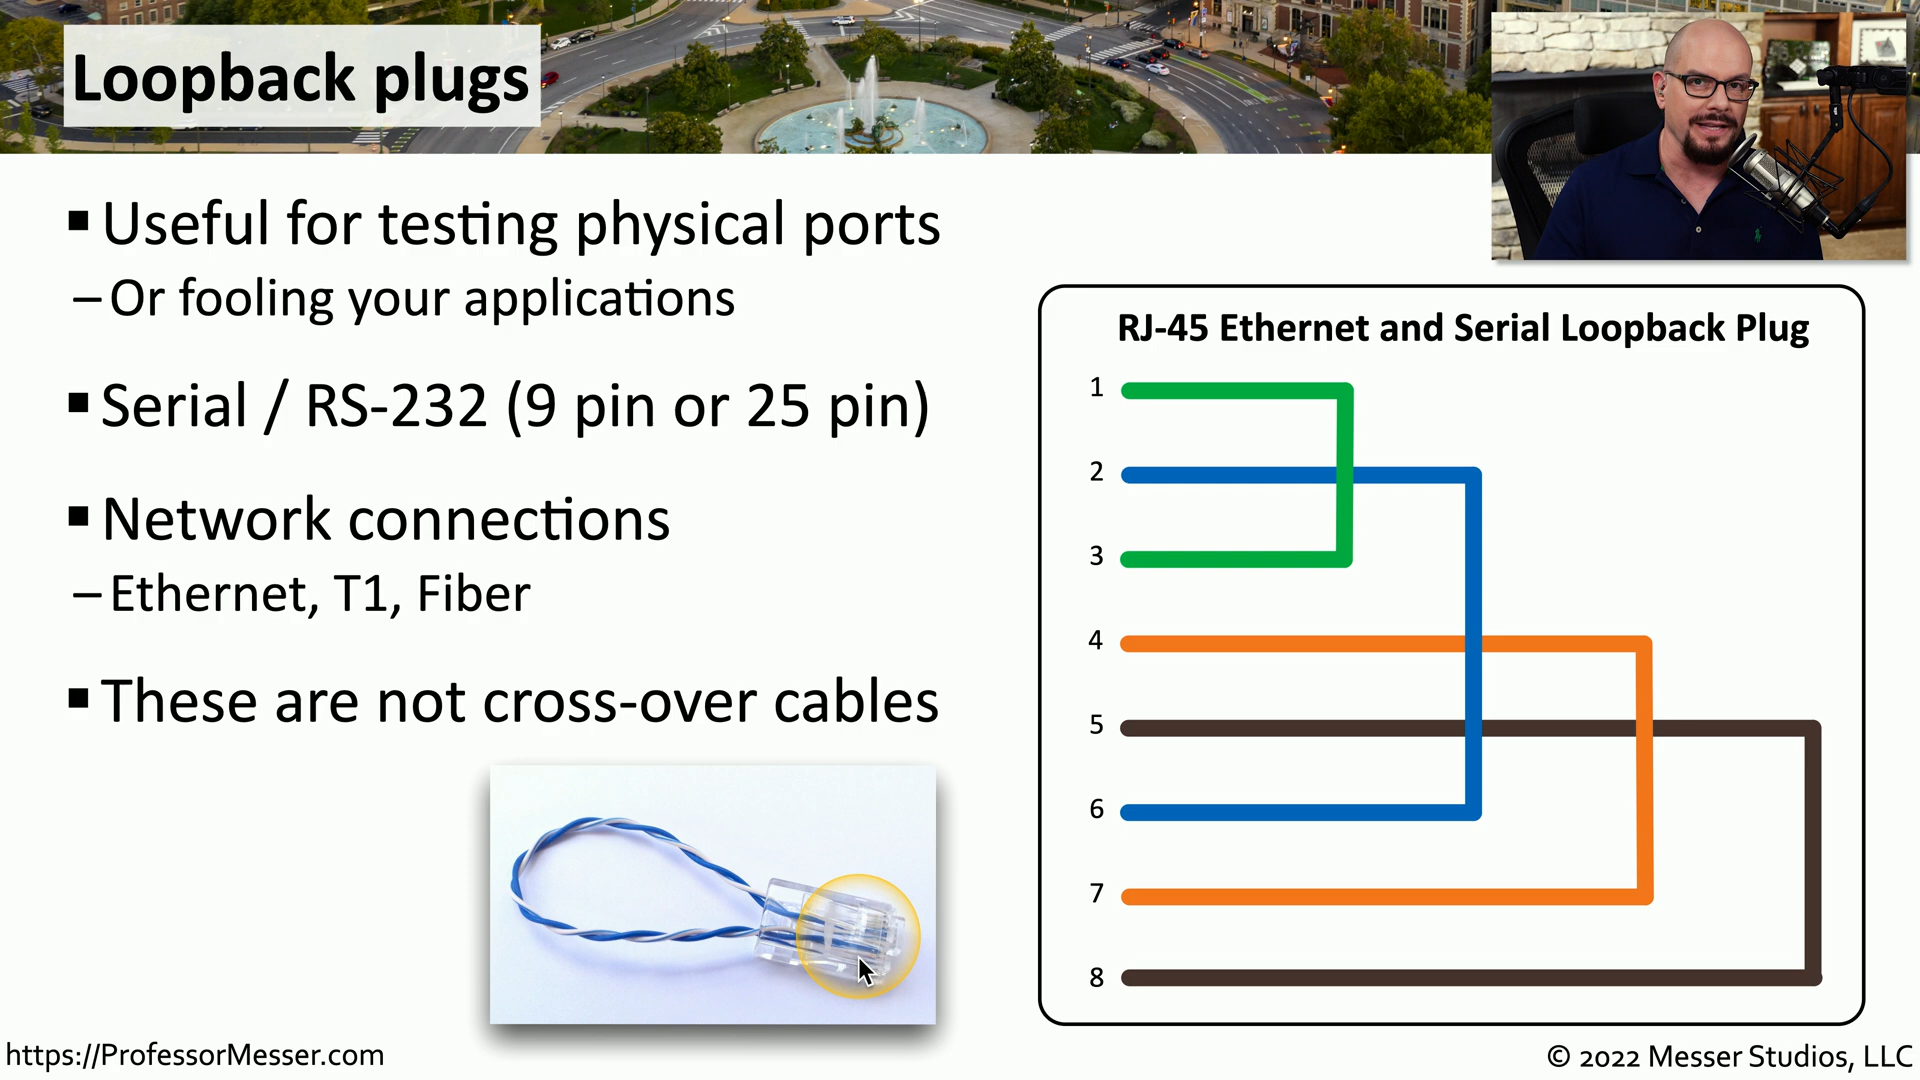 Loopback plugs
▪ Useful for testing physical ports
– Or fooling your applications
▪ Serial / RS-232 (9 pin or 25 pin)
▪ Network connections
– Ethernet, T1, Fiber
▪ These are not cross-over cables
RJ-45 Ethernet and Serial Loopback Plug
1
2
3
4
5
6
7
8
https://ProfessorMesser.com
© 2022 Messer Studios, LLC